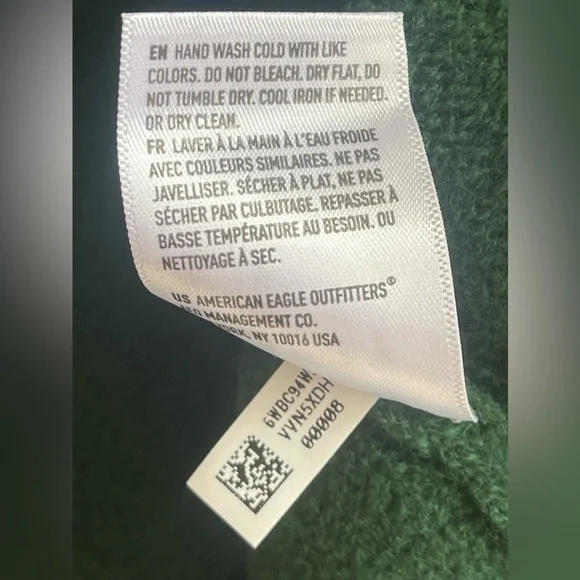 EN HAND WASH COLD WITH LIKE
COLORS. DO NOT BLEACH. DRY FLAT, DO
NOT TUMBLE DRY. COOL IRON IF NEEDED.
OR DRY CLEAN.
FR LAVER À LA MAIN À L'EAU FROIDE
AVEC COULEURS SIMILAIRES. NE PAS
JAVELLISER. SÉCHER À PLAT, NE PAS
SÉCHER PAR CULBUTAGE. REPASSER À
BASSE TEMPÉRATURE AU BESOIN. OU
NETTOYAGE À SEC.
US AMERICAN EAGLE OUTFITTERS®
MANAGEMENT CO.
NY 10016 USA
6WBC94W
VVN5XDH
00008